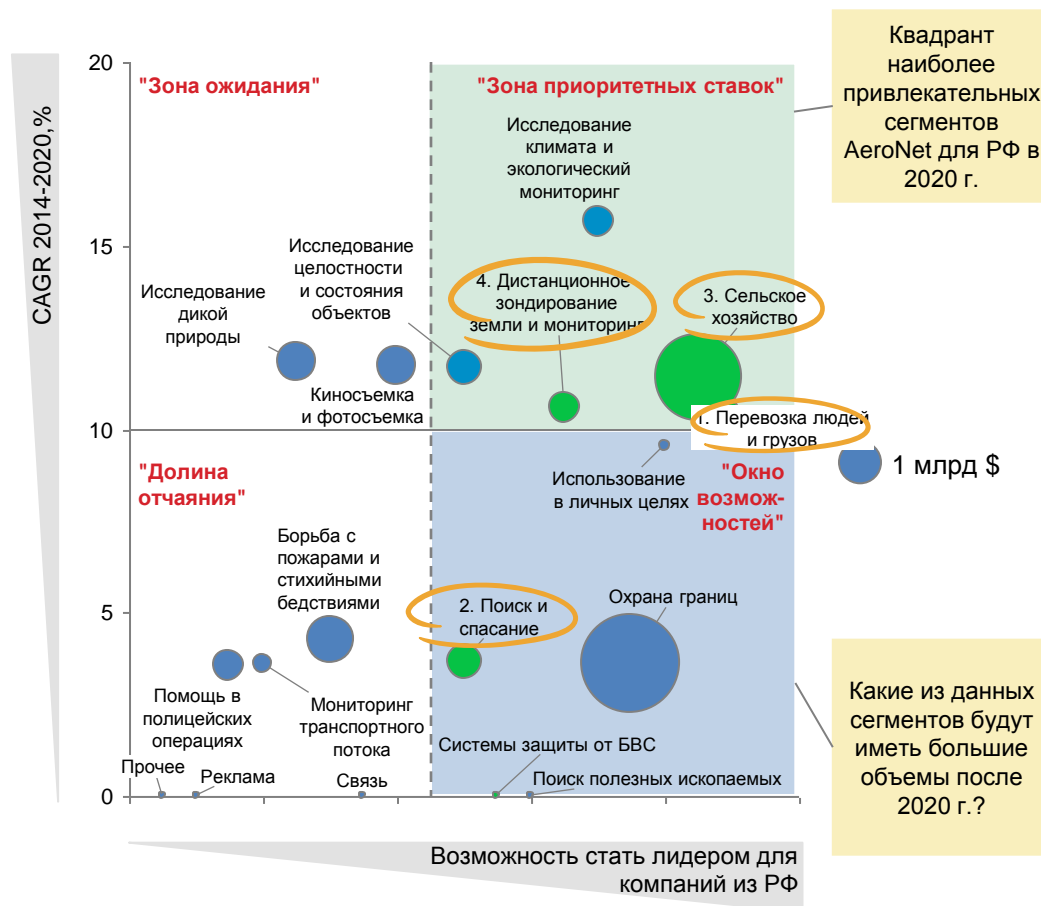 Квадрант
наиболее
привлекательных
сегментов
AeroNet для РФ в
2020 г.
CAGR 2014-2020,%
20
15
10
5
0
"Зона ожидания"
"Зона приоритетных ставок"
Исследование
климата и
экологический
мониторинг
Исследование
целостности
и состояния
объектов
Исследование
дикой
природы
4. Дистанционное
зондирование
земли и мониторинг
3. Сельское
хозяйство
Киносъемка
и фотосъемка
1. Перевозка людей
и грузов
1 млрд $
"Долина
отчаяния"
Использование
в личных целях
"Окно
возмож-
ностей"
Борьба с
пожарами и
стихийными
бедствиями
2. Поиск и
спасание
Охрана границ
Помощь в
полицейских
операциях
Мониторинг
транспортного
потока
Системы защиты от БВС
Прочее
Реклама
Связь
Поиск полезных ископаемых
Какие из данных
сегментов будут
иметь большие
объемы после
2020 г.?
Возможность стать лидером для
компаний из РФ